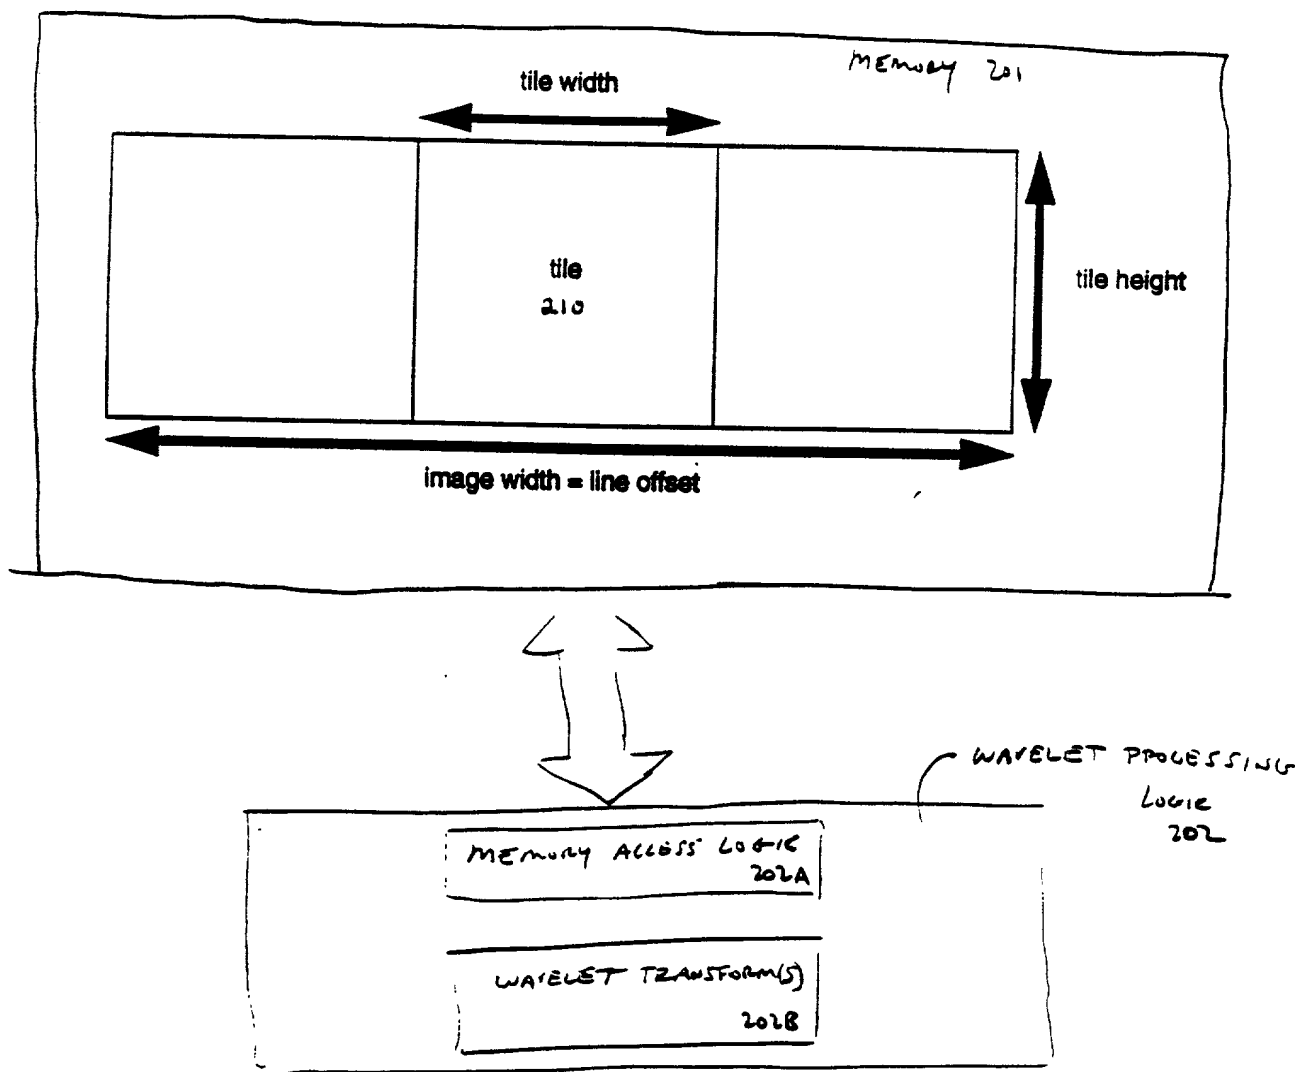 MEMORY 201
tile width
tile
210
tile height
image width = line offset
WAVELET PROCESSING
LOGIC
202
MEMORY ACCESS LOGIC
202A
WAVELET TRANSFORM(S)
202B